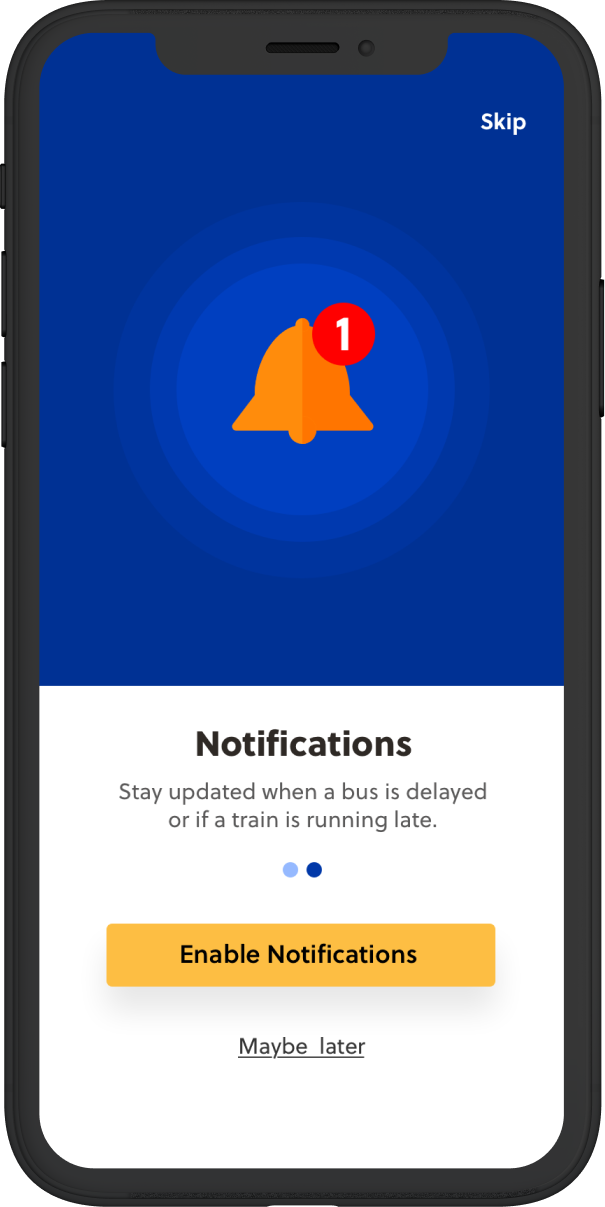 Skip
1
Notifications
Stay updated when a bus is delayed
or if a train is running late.
Enable Notifications
Maybe later